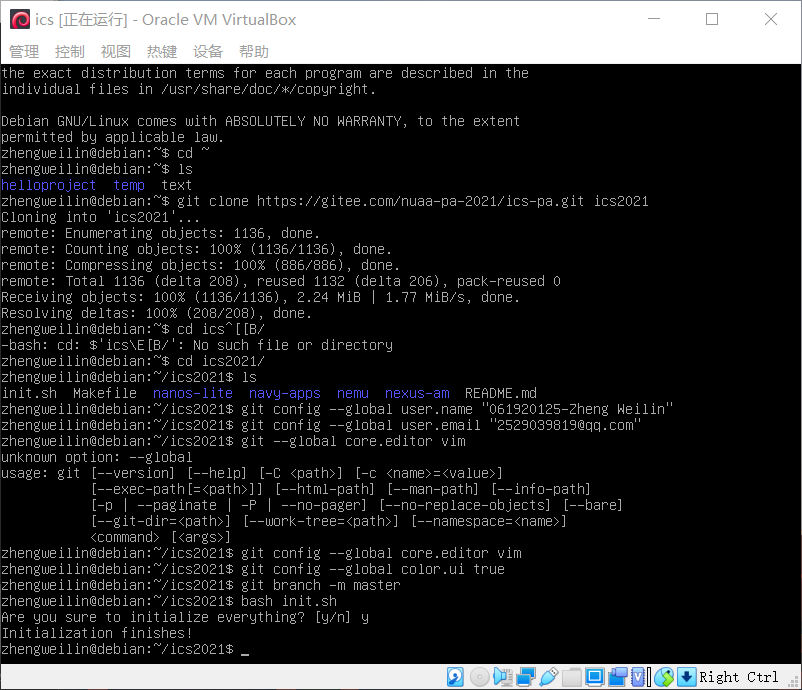 ics [正在运行] - Oracle VM VirtualBox
管理 控制 视图 热键 设备 帮助
the exact distribution terms for each program are described in the
individual files in /usr/share/doc/*/copyright.
Debian GNU/Linux comes with ABSOLUTELY NO WARRANTY, to the extent
permitted by applicable law.
zhengweilin@debian:~$ cd ~
zhengweilin@debian:~$ ls
helloproject temp text
zhengweilin@debian:~$ git clone https://gitee.com/nuaa-pa-2021/ics-pa.git ics2021
Cloning into 'ics2021'...
remote: Enumerating objects: 1136, done.
remote: Counting objects: 100% (1136/1136), done.
remote: Compressing objects: 100% (886/886), done.
remote: Total 1136 (delta 208), reused 1132 (delta 206), pack-reused 0
Receiving objects: 100% (1136/1136), 2.24 MiB | 1.77 MiB/s, done.
Resolving deltas: 100% (208/208), done.
zhengweilin@debian:~$ cd ics^[[B/
-bash: cd: $'ics\E[B/': No such file or directory
zhengweilin@debian:~$ cd ics2021/
zhengweilin@debian:~/ics2021$ ls
init.sh Makefile nanos-lite navy-apps nemu nexus-am README.md
zhengweilin@debian:~/ics2021$ git config --global user.name "061920125-Zheng Weilin"
zhengweilin@debian:~/ics2021$ git config --global user.email "2529039819@qq.com"
zhengweilin@debian:~/ics2021$ git --global core.editor vim
unknown option: --global
usage: git [--version] [--help] [-C <path>] [-c <name>=<value>]
[--exec-path[=<path>]] [--html-path] [--man-path] [--info-path]
[-p | --paginate | -P | --no-pager] [--no-replace-objects] [--bare]
[--git-dir=<path>] [--work-tree=<path>] [--namespace=<name>]
<command> [<args>]
zhengweilin@debian:~/ics2021$ git config --global core.editor vim
zhengweilin@debian:~/ics2021$ git config --global color.ui true
zhengweilin@debian:~/ics2021$ git branch -m master
zhengweilin@debian:~/ics2021$ bash init.sh
Are you sure to initialize everything? [y/n] y
Initialization finishes!
zhengweilin@debian:~/ics2021$ _
Right Ctrl